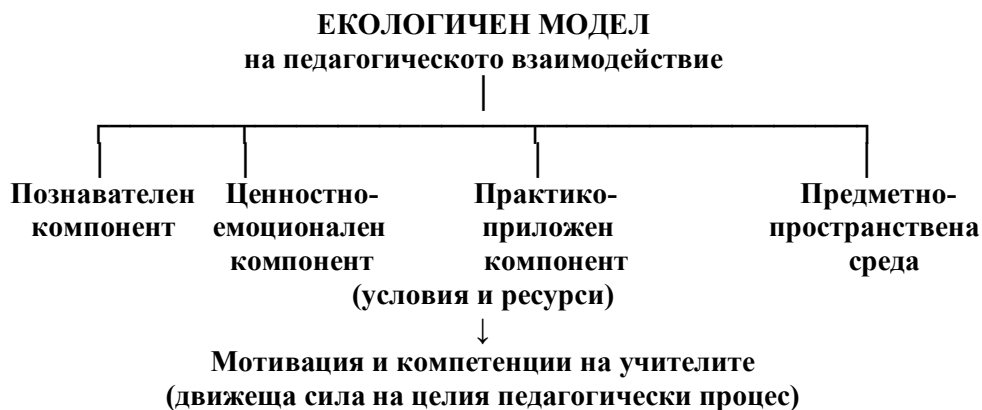 ЕКОЛОГИЧЕН МОДЕЛ
на педагогическото взаимодействие
Познавателен
компонент
Ценностно-
емоционален
компонент
Практико-
приложен
компонент
Предметно-
пространствена
среда
(условия и ресурси)
↓
Мотивация и компетенции на учителите
(движеща сила на целия педагогически процес)